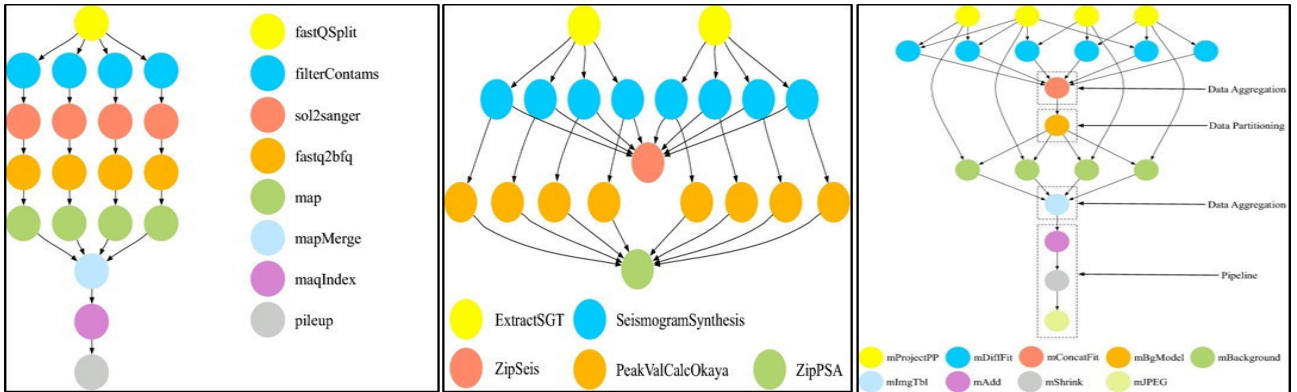 fastQSplit
filterContams
sol2sanger
fastq2bfq
map
mapMerge
maqIndex
pileup
ExtractSGT
SeismogramSynthesis
ZipSeis
PeakValCalcOkaya
ZipPSA
Data Aggregation
Data Partitioning
Data Aggregation
Pipeline
mProjectPP
mDiffFit
mConcatFit
mBgModel
mBackground
mImgTbl
mAdd
mShrink
mJPEG